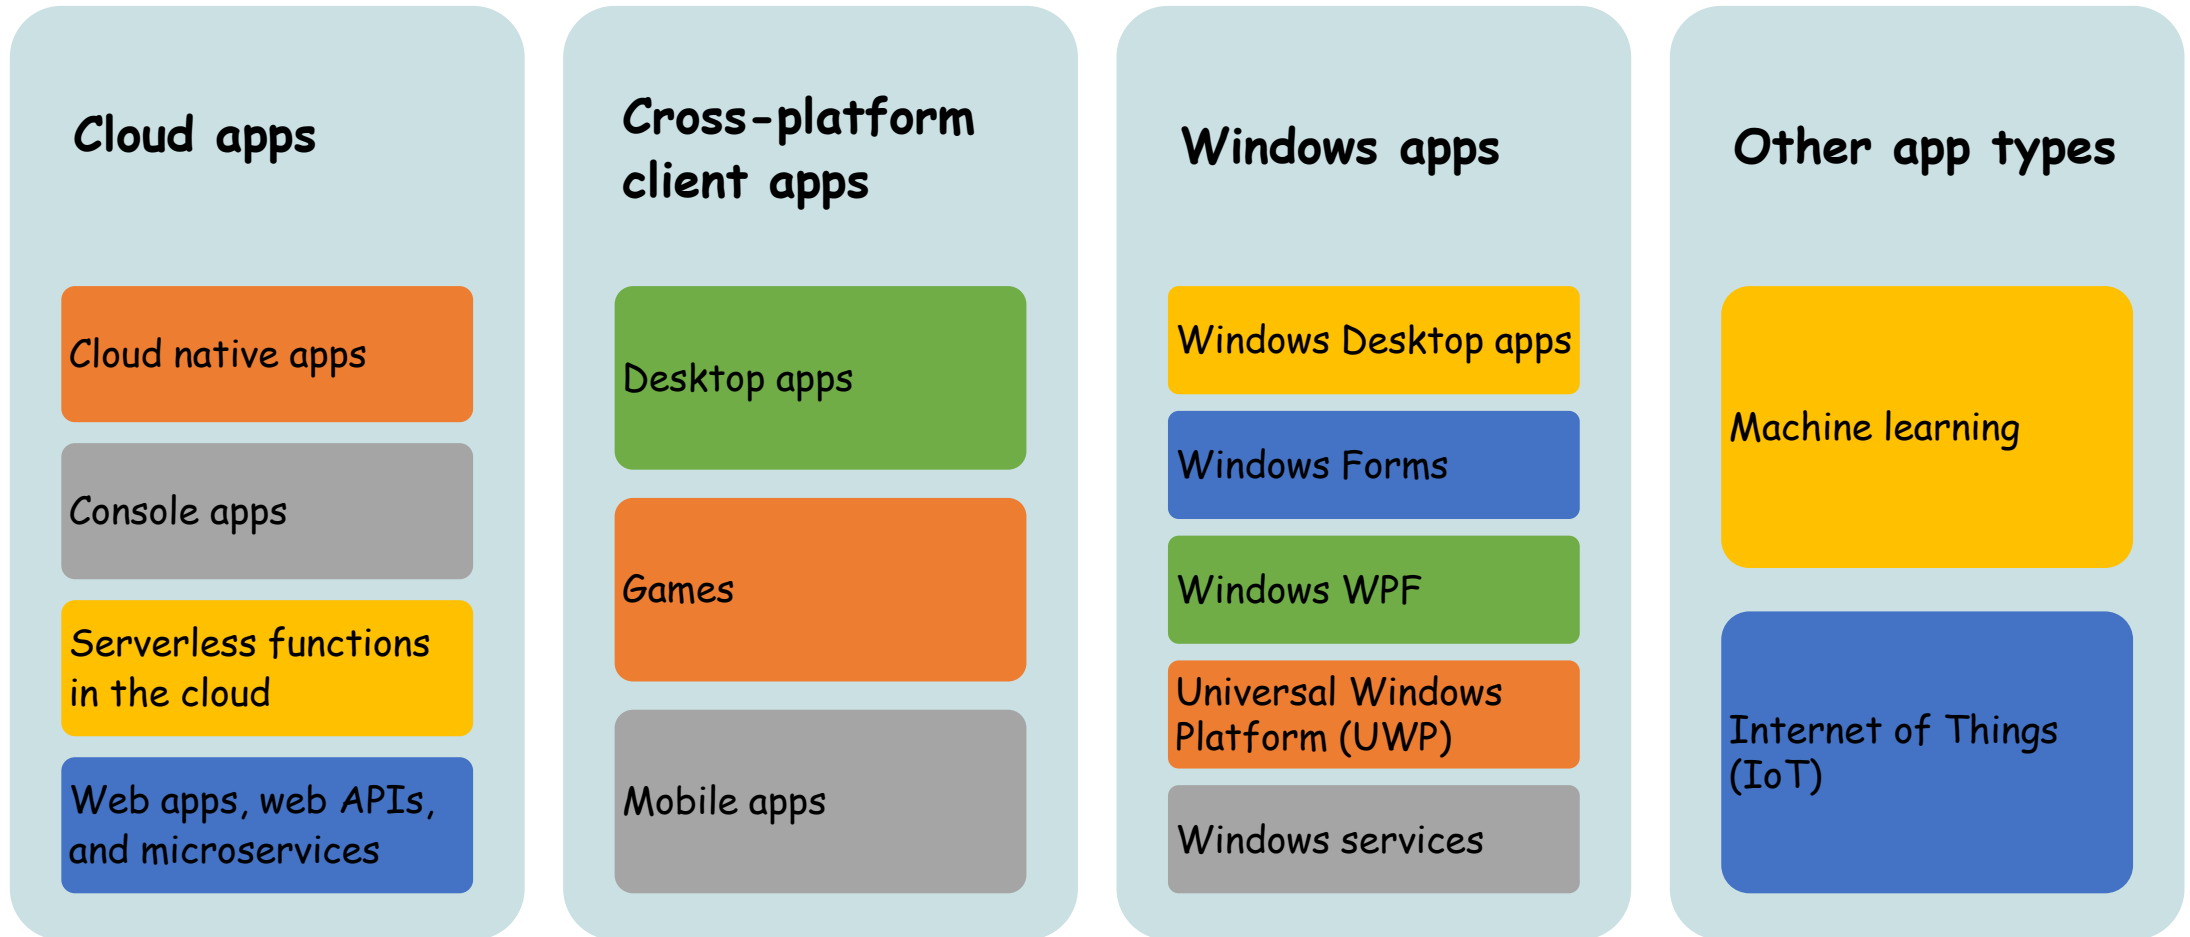 Cloud apps
Cloud native apps
Console apps
Serverless functions
in the cloud
Web apps, web APIs,
and microservices
Cross-platform
client apps
Desktop apps
Games
Mobile apps
Windows apps
Windows Desktop apps
Windows Forms
Windows WPF
Universal Windows
Platform (UWP)
Windows services
Other app types
Machine learning
Internet of Things
(IoT)